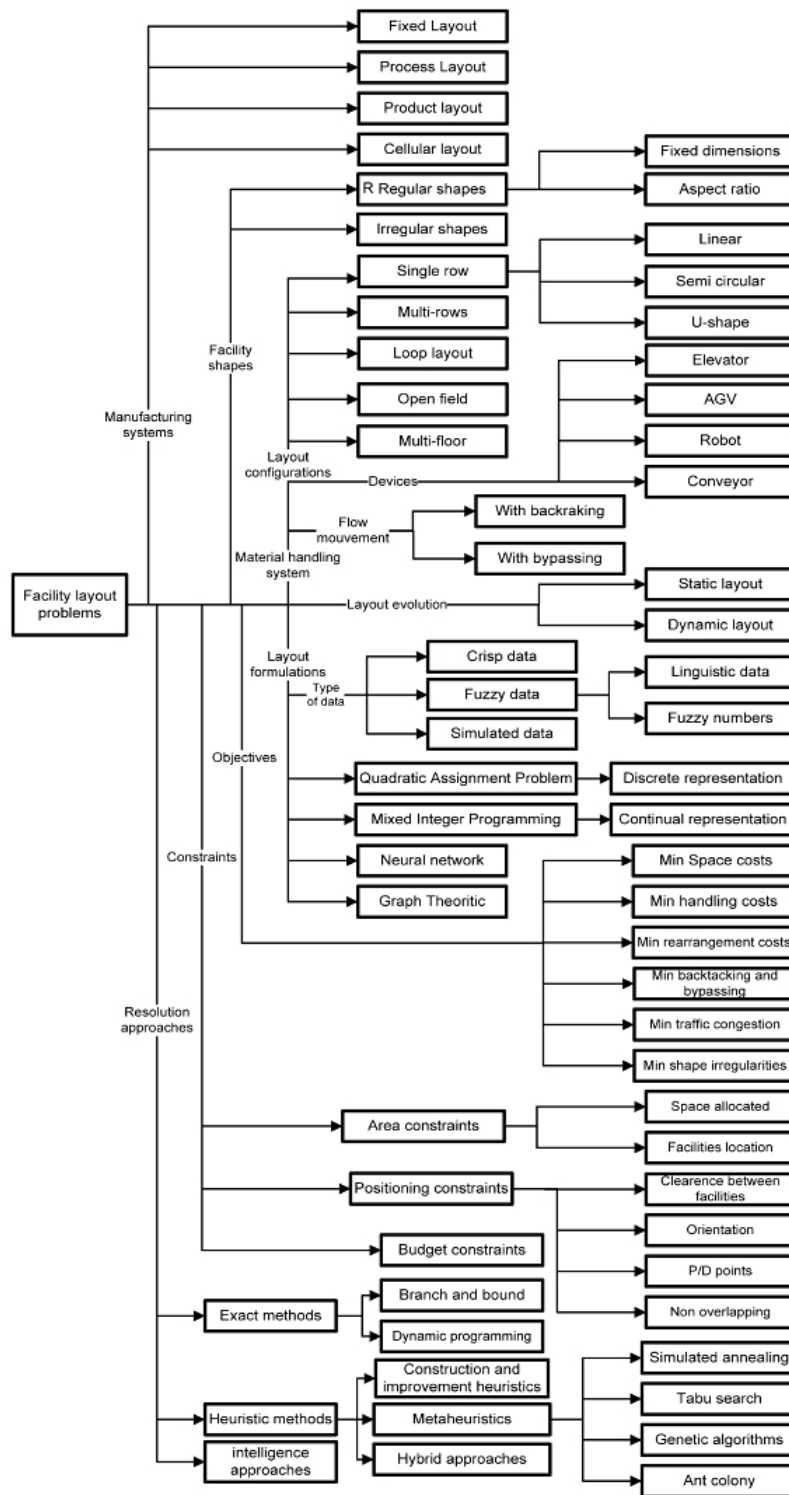 Fixed Layout
Process Layout
Product layout
Cellular layout
Fixed dimensions
R Regular shapes
Aspect ratio
Irregular shapes
Linear
Single row
Semi circular
Multi-rows
U-shape
Facility
shapes
Loop layout
Elevator
Open field
AGV
Manufacturing
systems
Multi-floor
Robot
Layout
configurations
Devices
Conveyor
With backraking
Flow
mouvement
Material handling
system
With bypassing
Facility layout
problems
Static layout
Layout evolution
Dynamic layout
Layout
formulations
Crisp data
Type
of data
Fuzzy data
Linguistic data
Fuzzy numbers
Simulated data
Objectives
Quadratic Assignment Problem
Discrete representation
Mixed Integer Programming
Continual representation
Constraints
Neural network
Min Space costs
Graph Theoritic
Min handling costs
Min rearrangement costs
Min backtacking and
bypassing
Resolution
approaches
Min traffic congestion
Min shape irregularities
Space allocated
Area constraints
Facilities location
Positioning constraints
Clearence between
facilities
Orientation
Budget constraints
P/D points
Branch and bound
Exact methods
Non overlapping
Dynamic programming
Simulated annealing
Construction and
improvement heuristics
Tabu search
Heuristic methods
Metaheuristics
Genetic algorithms
intelligence
approaches
Hybrid approaches
Ant colony